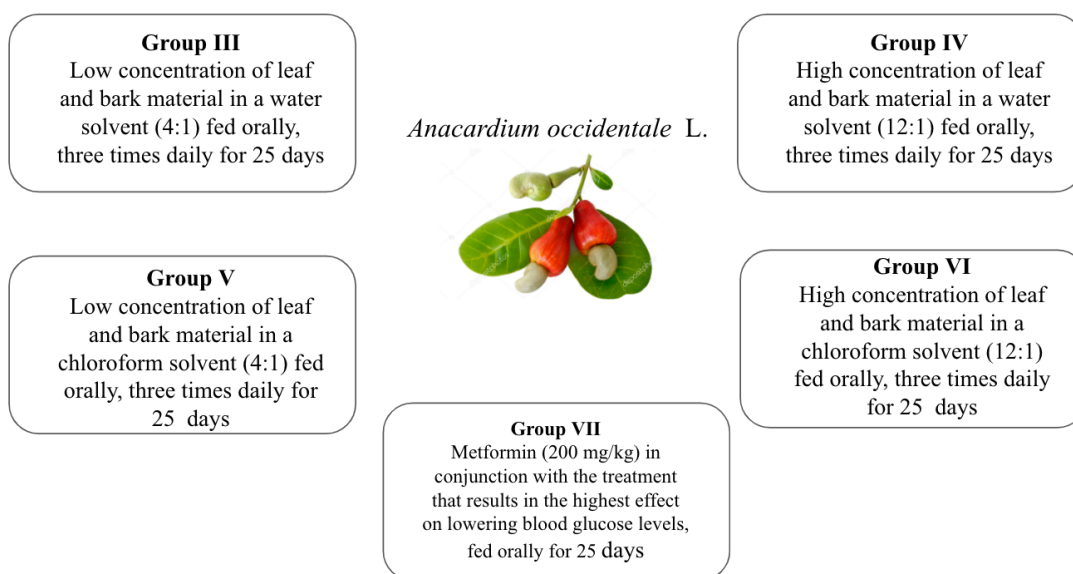 Group III
Low concentration of leaf
and bark material in a water
solvent (4:1) fed orally,
three times daily for 25 days
Group IV
High concentration of leaf
and bark material in a water
solvent (12:1) fed orally,
three times daily for 25 days
Anacardium occidentale L.
Group V
Low concentration of leaf
and bark material in a
chloroform solvent (4:1) fed
orally, three times daily for
25 days
Group VI
High concentration of leaf
and bark material in a
chloroform solvent (12:1)
fed orally, three times daily
for 25 days
Group VII
Metformin (200 mg/kg) in
conjunction with the treatment
that results in the highest effect
on lowering blood glucose levels,
fed orally for 25 days